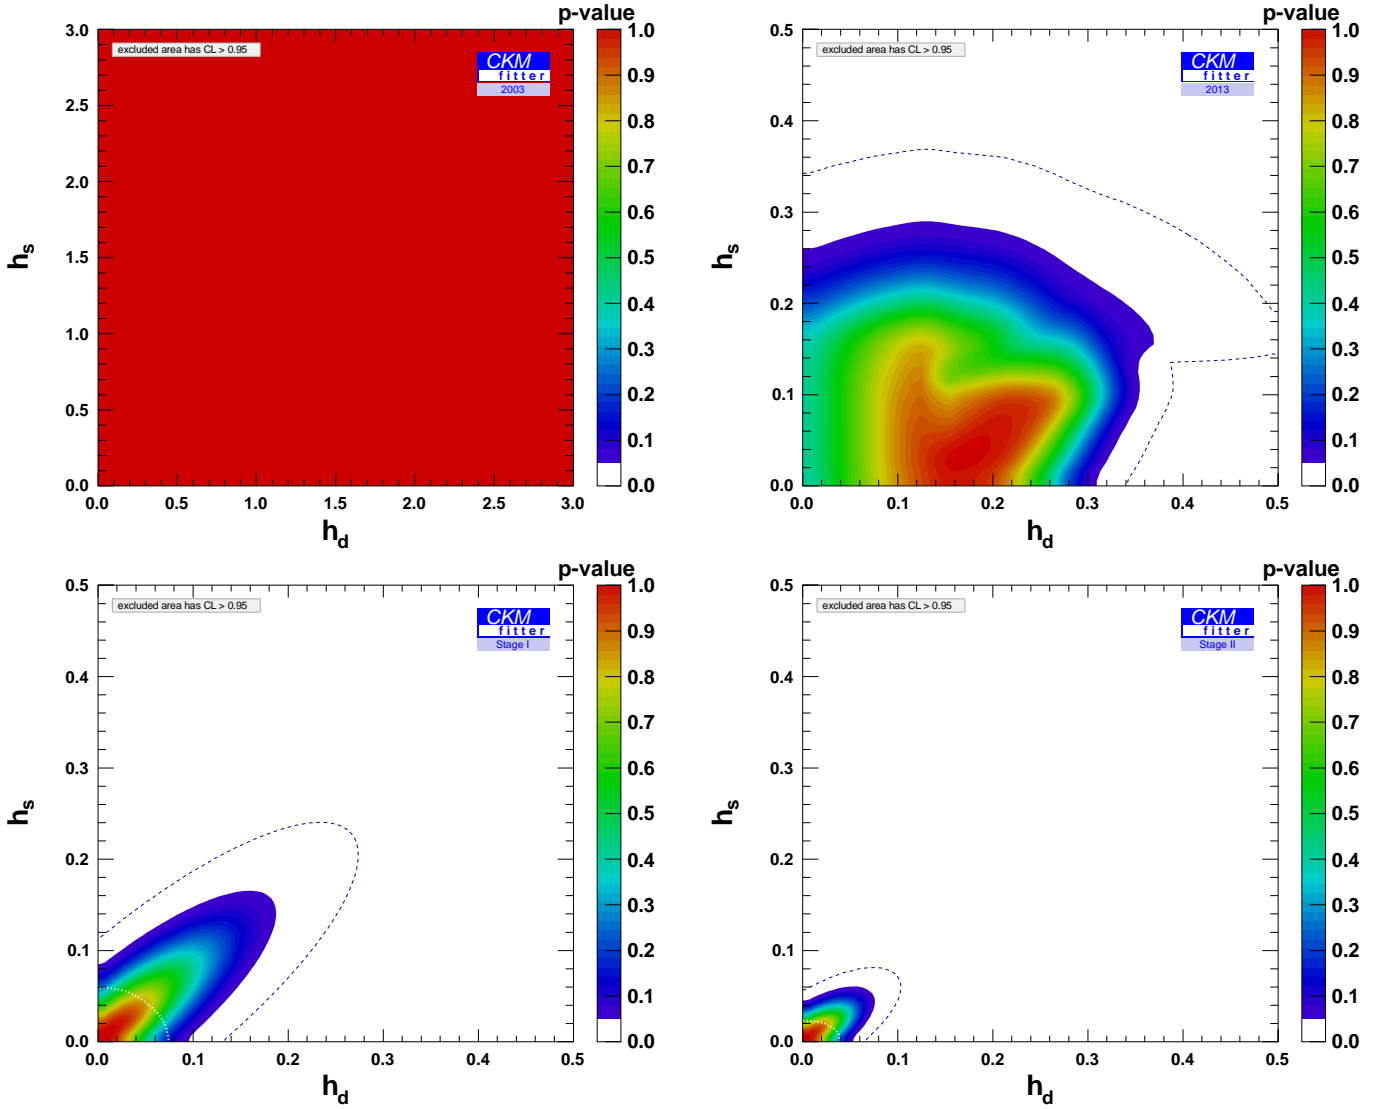 p-value
excluded area has CL > 0.95
CKM
fitter
2003
h_s
3.0
2.5
2.0
1.5
1.0
0.5
0.0
0.0 0.5 1.0 1.5 2.0 2.5 3.0
h_d
1.0
0.9
0.8
0.7
0.6
0.5
0.4
0.3
0.2
0.1
0.0
p-value
excluded area has CL > 0.95
CKM
fitter
2013
h_s
0.5
0.4
0.3
0.2
0.1
0.0
0.0 0.1 0.2 0.3 0.4 0.5
h_d
1.0
0.9
0.8
0.7
0.6
0.5
0.4
0.3
0.2
0.1
0.0
p-value
excluded area has CL > 0.95
CKM
fitter
Stage I
h_s
0.5
0.4
0.3
0.2
0.1
0.0
0.0 0.1 0.2 0.3 0.4 0.5
h_d
1.0
0.9
0.8
0.7
0.6
0.5
0.4
0.3
0.2
0.1
0.0
p-value
excluded area has CL > 0.95
CKM
fitter
Stage II
h_s
0.5
0.4
0.3
0.2
0.1
0.0
0.0 0.1 0.2 0.3 0.4 0.5
h_d
1.0
0.9
0.8
0.7
0.6
0.5
0.4
0.3
0.2
0.1
0.0